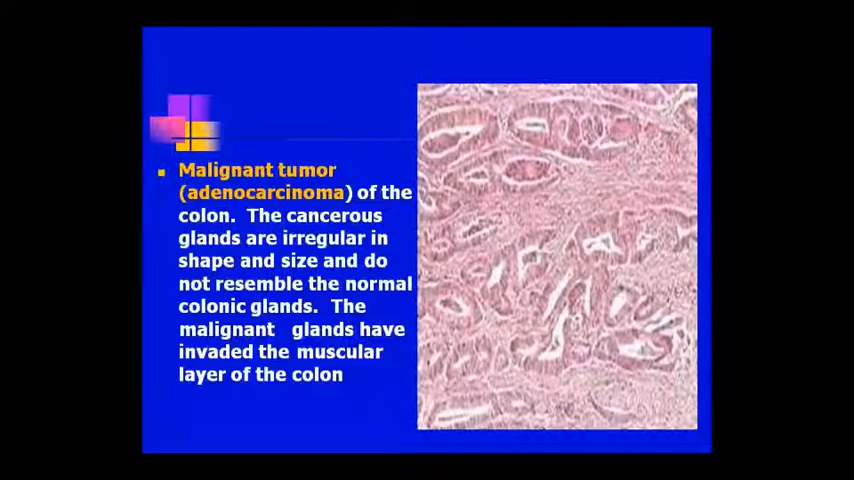 Malignant tumor
(adenocarcinoma) of the
colon. The cancerous
glands are irregular in
shape and size and do
not resemble the normal
colonic glands. The
malignant glands have
invaded the muscular
layer of the colon